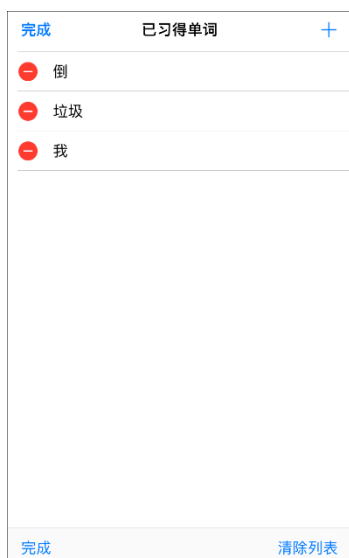 完成 已习得单词 +
倒
垃圾
我
完成 清除列表